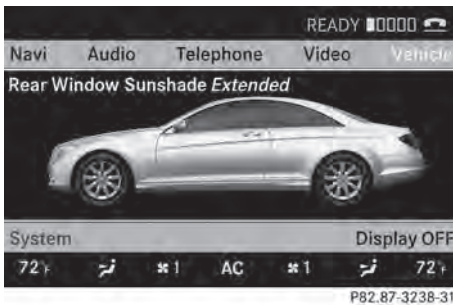 READY
Navi Audio Telephone Video Vehicle
Rear Window Sunshade Extended
System Display OFF
72°F 1 AC 1 72°F
P82.87-3238-31